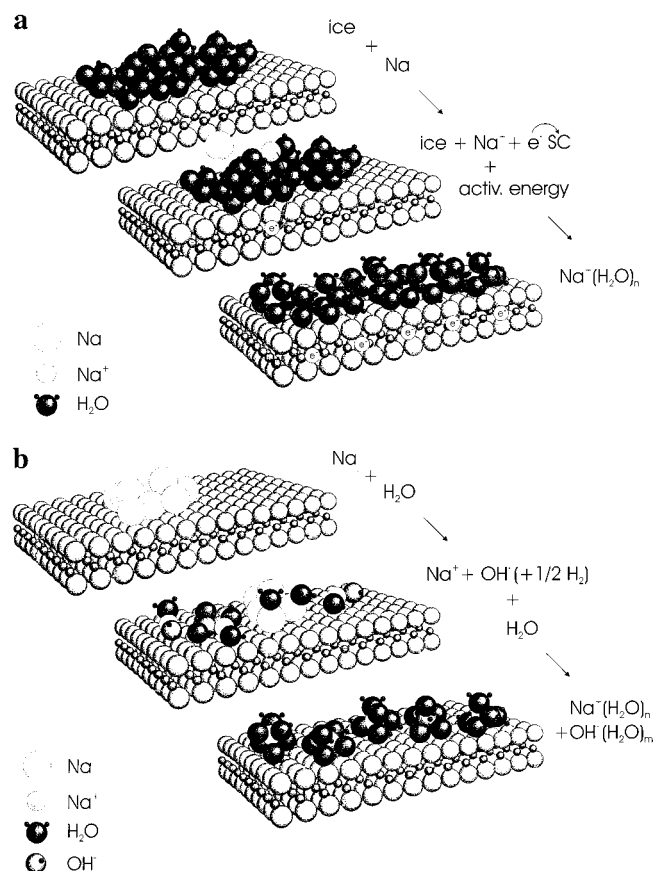 a
ice
+
Na
ice + Na⁻ + e⁻ SC
+
activ. energy
Na⁻(H₂O)ₙ
e⁻
e⁻ e⁻ e⁻ e⁻ e⁻
Na
Na⁺
H₂O
b
Na
+
H₂O
Na⁺ + OH⁻(+1/2 H₂)
+
H₂O
Na⁻(H₂O)ₙ
+OH⁻(H₂O)ₘ
Na
Na⁺
H₂O
OH⁻